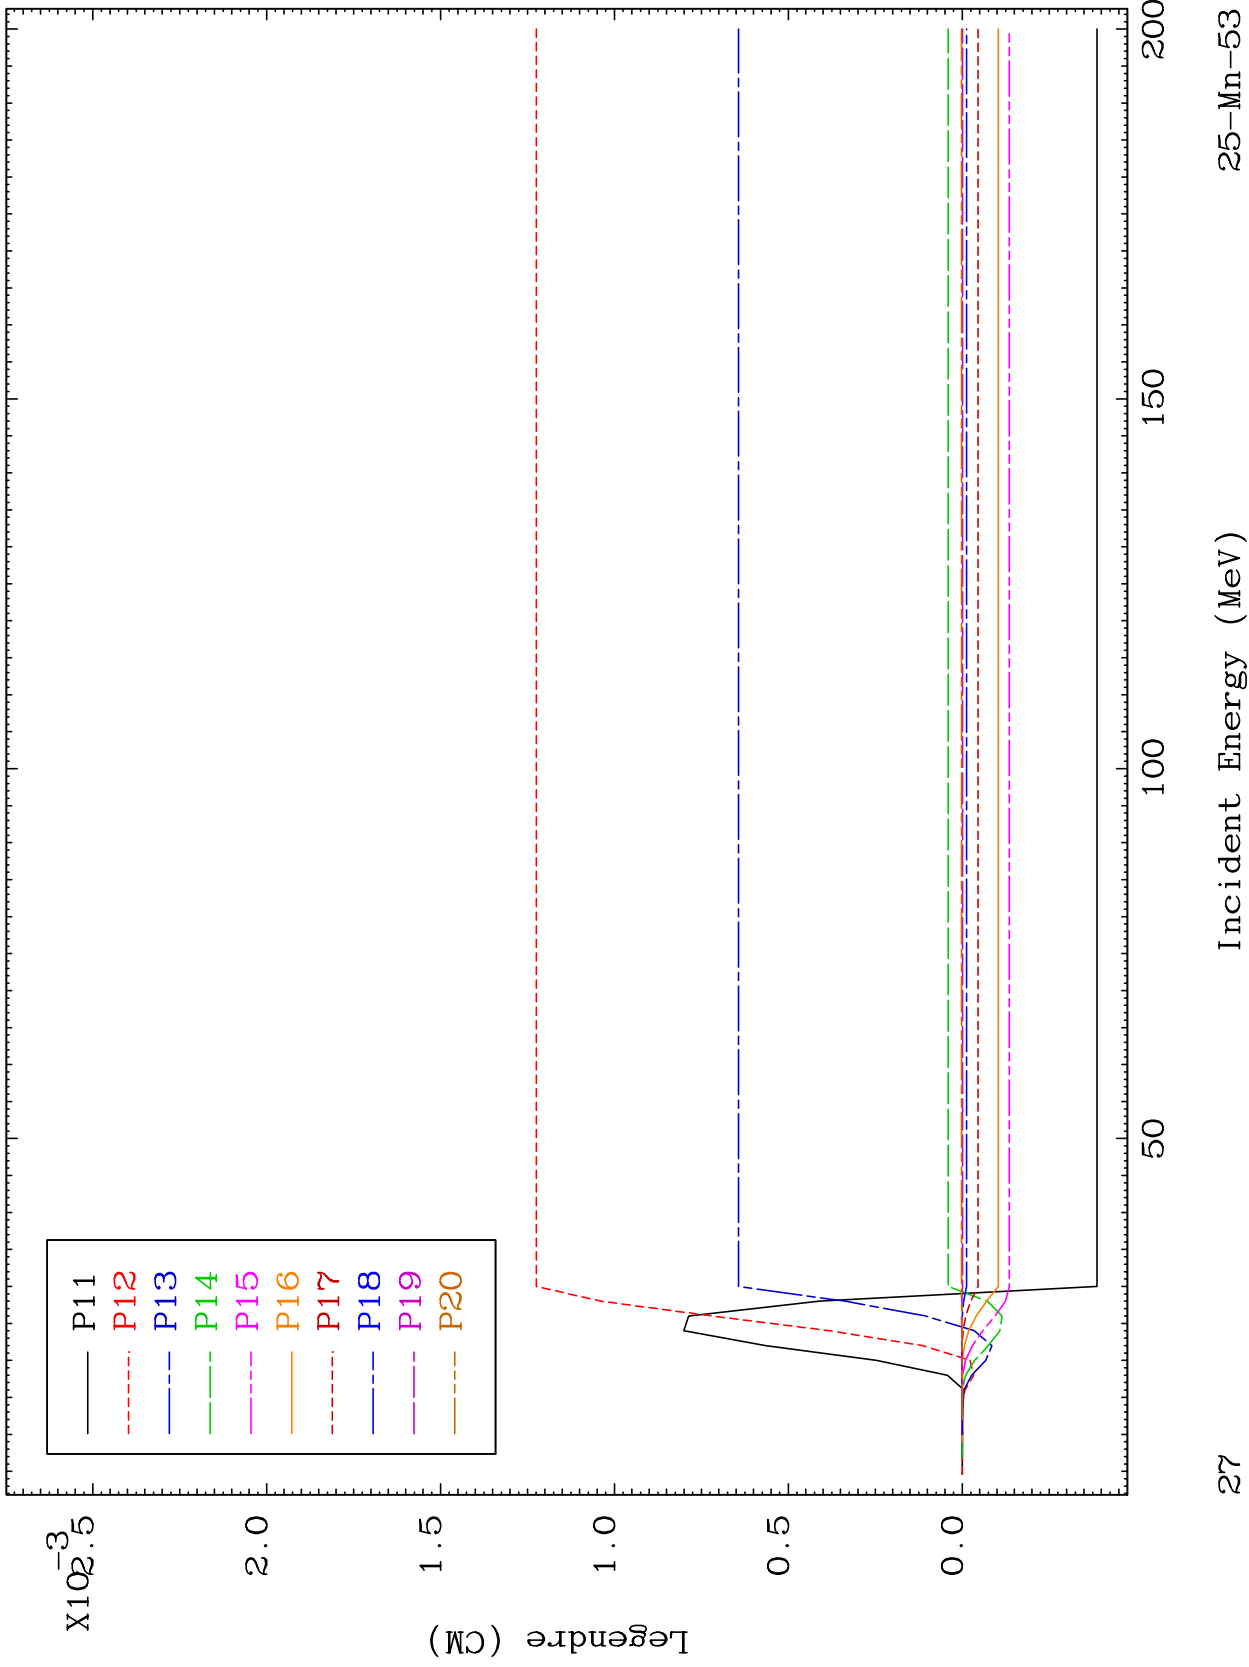 X10-3
2.5
2.0
1.5
1.0
0.5
0.0
Legendre (CM)
P11
P12
P13
P14
P15
P16
P17
P18
P19
P20
50
100
150
200
Incident Energy (MeV)
27
25-Mn-53